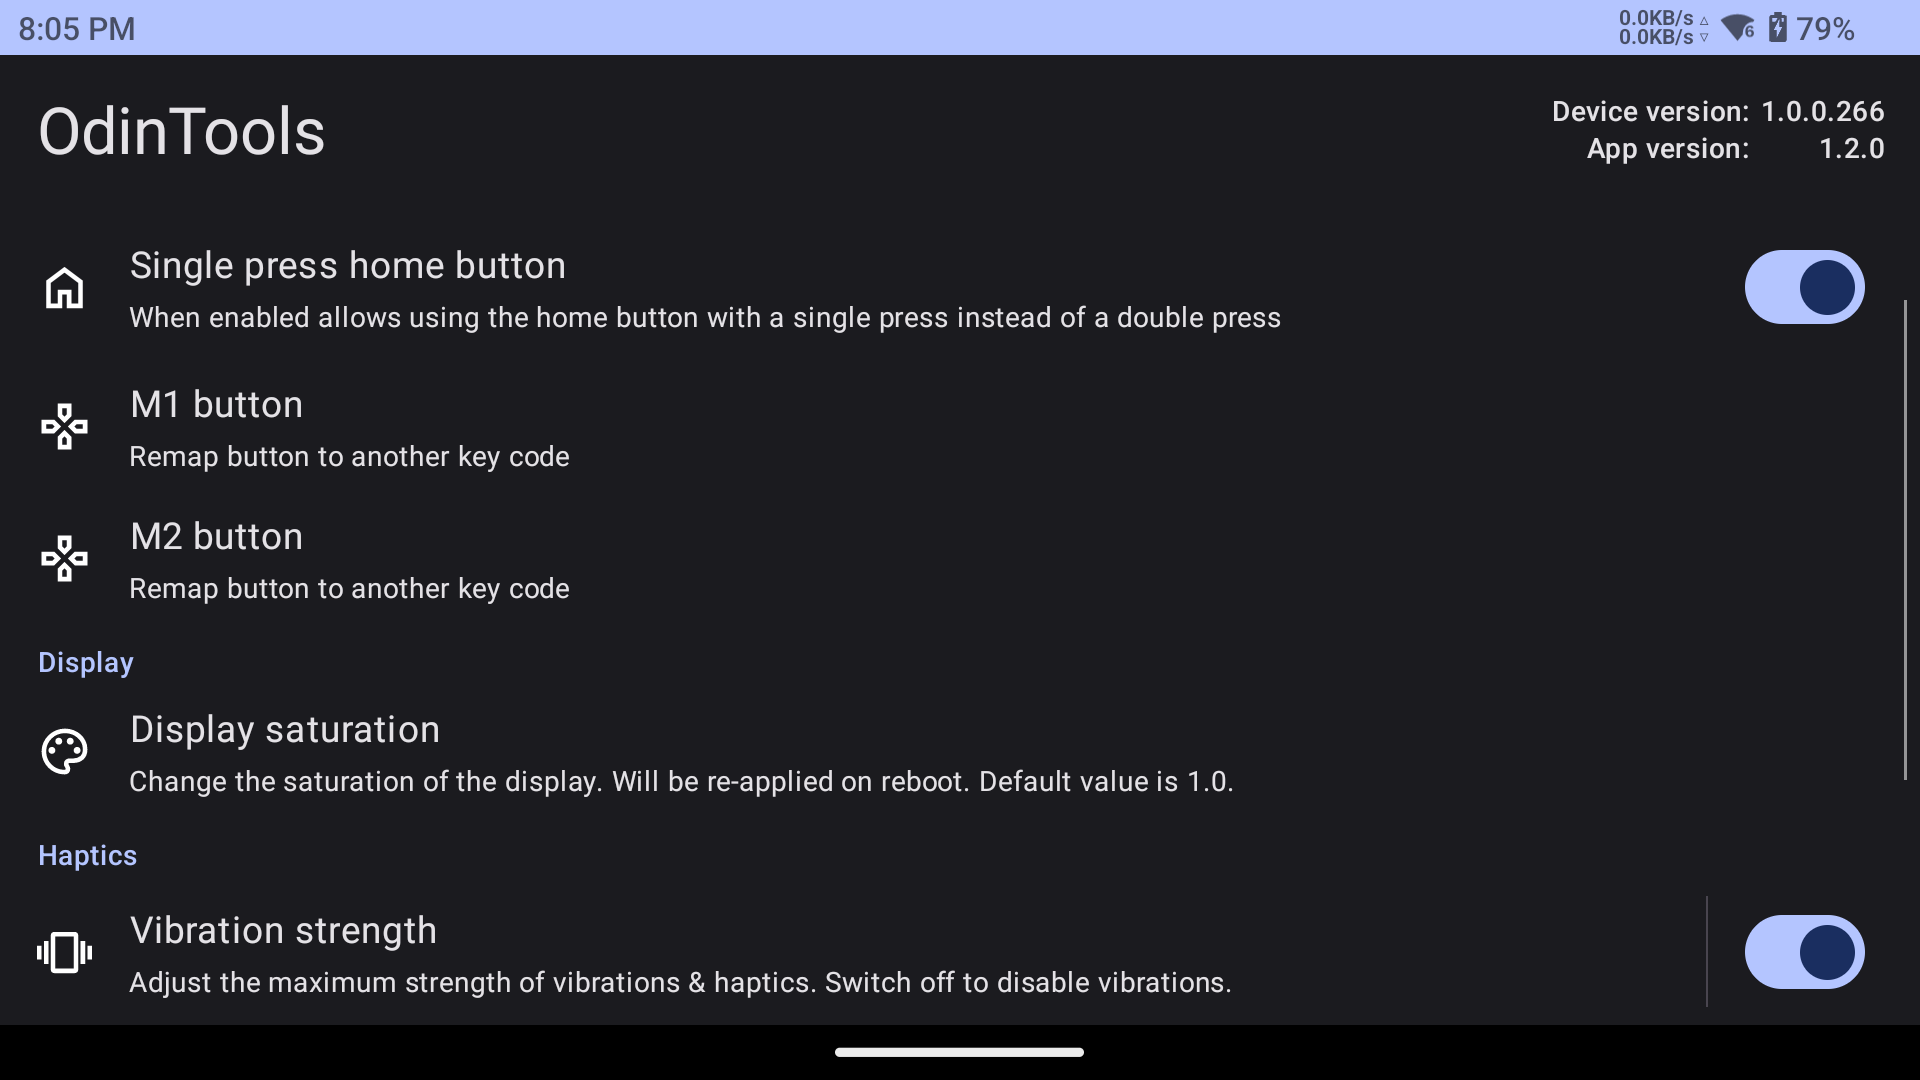 8:05 PM
0.0KB/s △
0.0KB/s ▽
6
79%
OdinTools
Device version: 1.0.0.266
App version: 1.2.0
Single press home button
When enabled allows using the home button with a single press instead of a double press
M1 button
Remap button to another key code
M2 button
Remap button to another key code
Display
Display saturation
Change the saturation of the display. Will be re-applied on reboot. Default value is 1.0.
Haptics
Vibration strength
Adjust the maximum strength of vibrations & haptics. Switch off to disable vibrations.